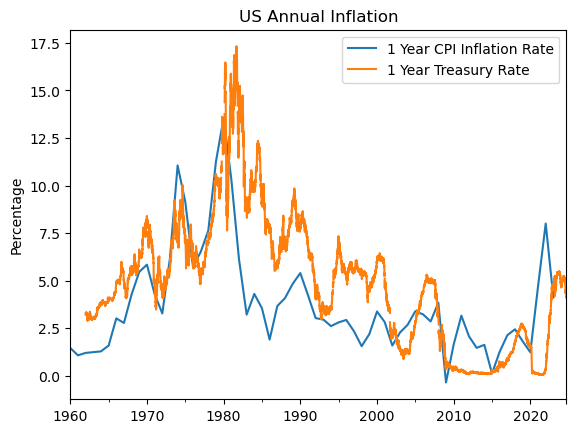 US Annual Inflation
17.5
15.0
12.5
10.0
7.5
5.0
2.5
0.0
Percentage
1 Year CPI Inflation Rate
1 Year Treasury Rate
1960 1970 1980 1990 2000 2010 2020